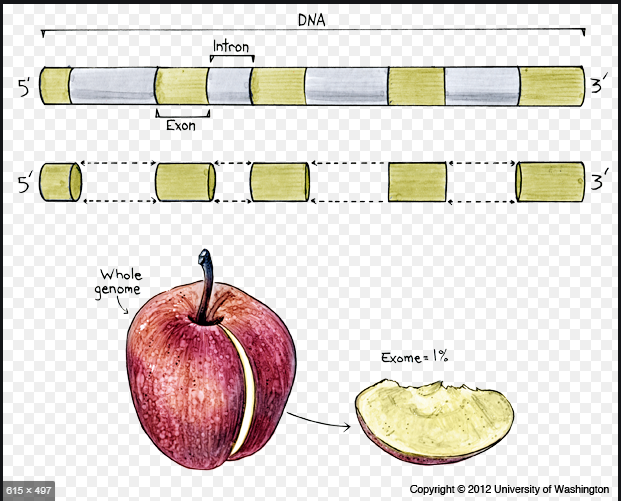 DNA
Intron
5' 3'
Exon
5' 3'
Whole
genome
Exome = 1%
615 × 497
Copyright © 2012 University of Washington